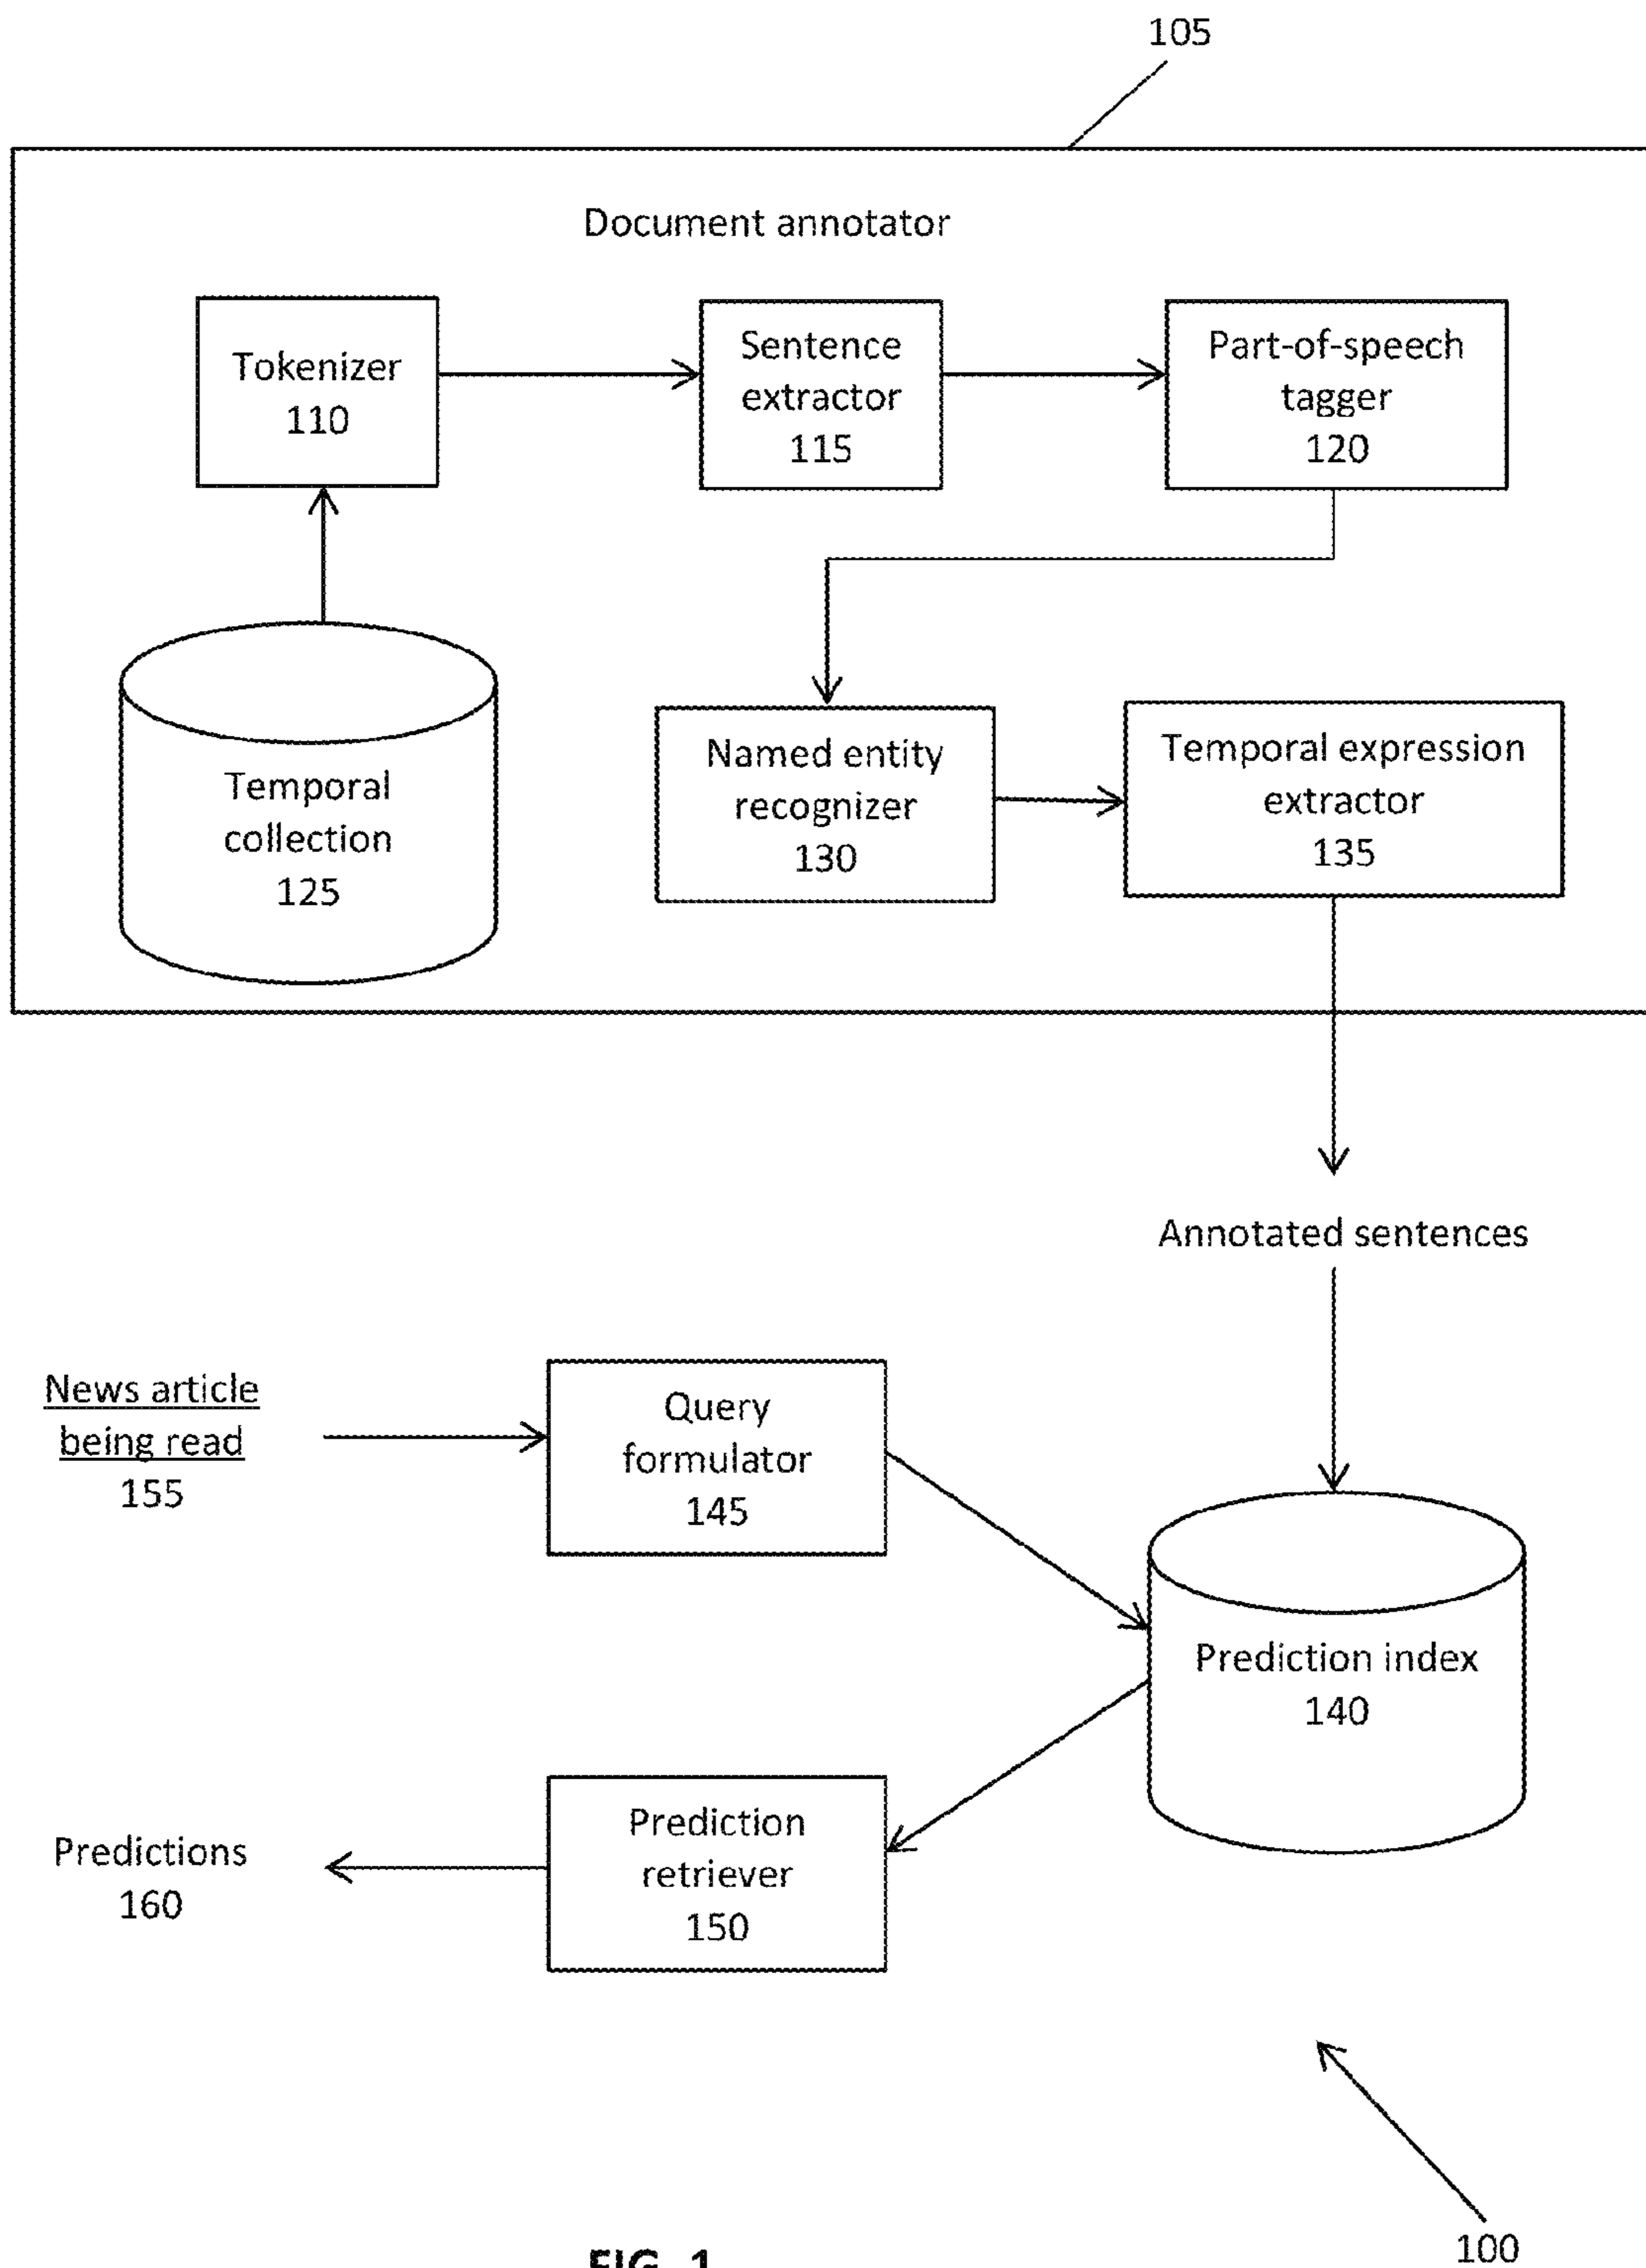 105
Document annotator
Tokenizer
110
Sentence
extractor
115
Part-of-speech
tagger
120
Temporal
collection
125
Named entity
recognizer
130
Temporal expression
extractor
135
Annotated sentences
News article
being read
155
Query
formulator
145
Prediction index
140
Prediction
retriever
150
Predictions
160
100
FIG. 1